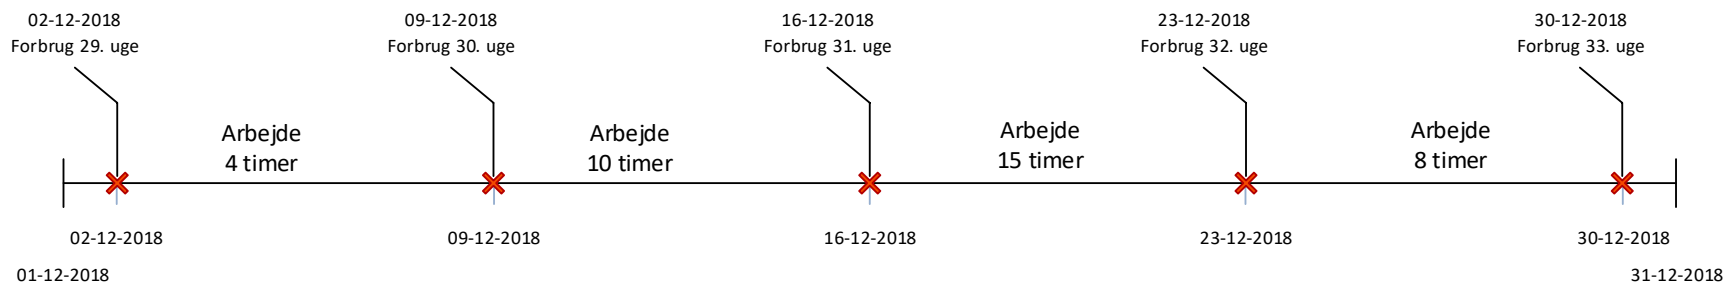 02-12-2018
Forbrug 29. uge
09-12-2018
Forbrug 30. uge
16-12-2018
Forbrug 31. uge
23-12-2018
Forbrug 32. uge
30-12-2018
Forbrug 33. uge
Arbejde
4 timer
Arbejde
10 timer
Arbejde
15 timer
Arbejde
8 timer
02-12-2018
09-12-2018
16-12-2018
23-12-2018
30-12-2018
01-12-2018
31-12-2018